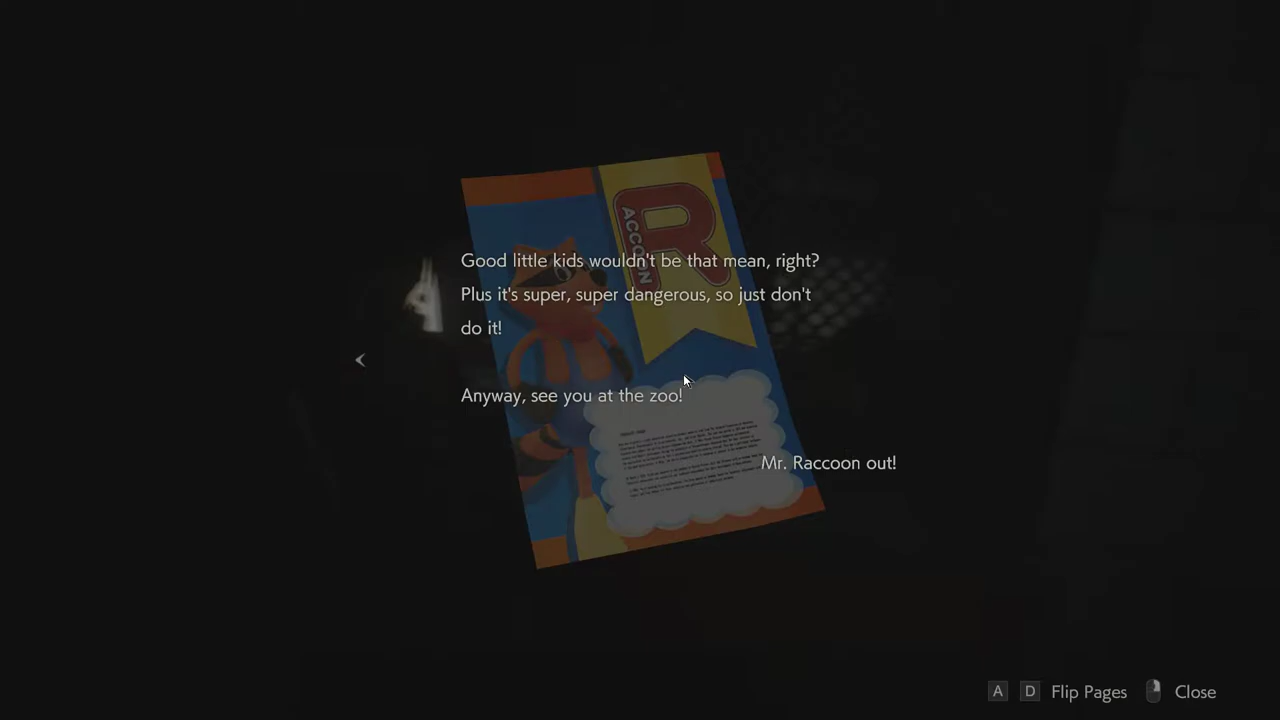 R
ACCOON
Good little kids wouldn't be that mean, right?
Plus it's super, super dangerous, so just don't
do it!
Anyway, see you at the zoo!
Mr. Raccoon out!
A D Flip Pages Close